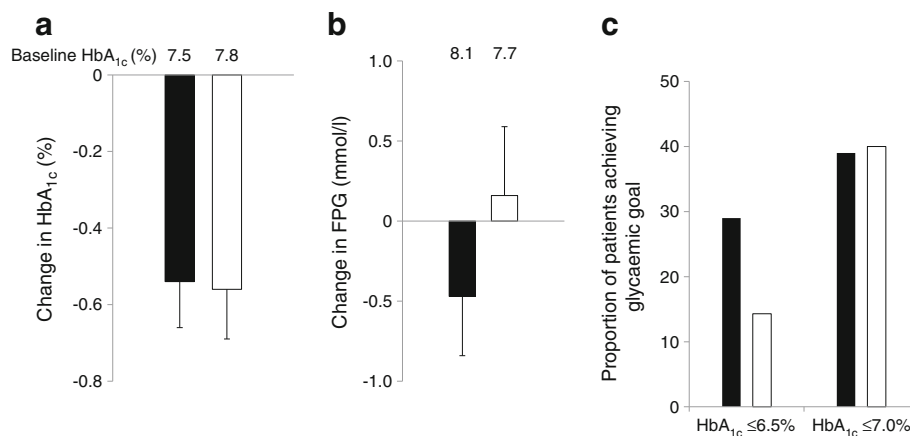 a
Baseline HbA1c (%) 7.5 7.8
0
-0.2
-0.4
-0.6
-0.8
Change in HbA1c (%)
b
8.1 7.7
1.0
0.5
0
-0.5
-1.0
Change in FPG (mmol/l)
c
50
40
30
20
10
0
Proportion of patients achieving
glycaemic goal
HbA1c ≤6.5% HbA1c ≤7.0%